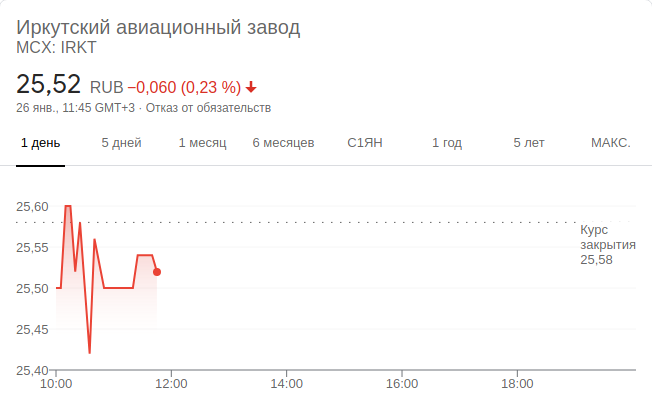 Иркутский авиационный завод
MCX: IRKT
25,52 RUB −0,060 (0,23 %)
26 янв., 11:45 GMT+3 · Отказ от обязательств
1 день 5 дней 1 месяц 6 месяцев С1ЯН 1 год 5 лет МАКС.
25,60
Курс
закрытия
25,58
25,55
25,50
25,45
25,40
10:00 12:00 14:00 16:00 18:00